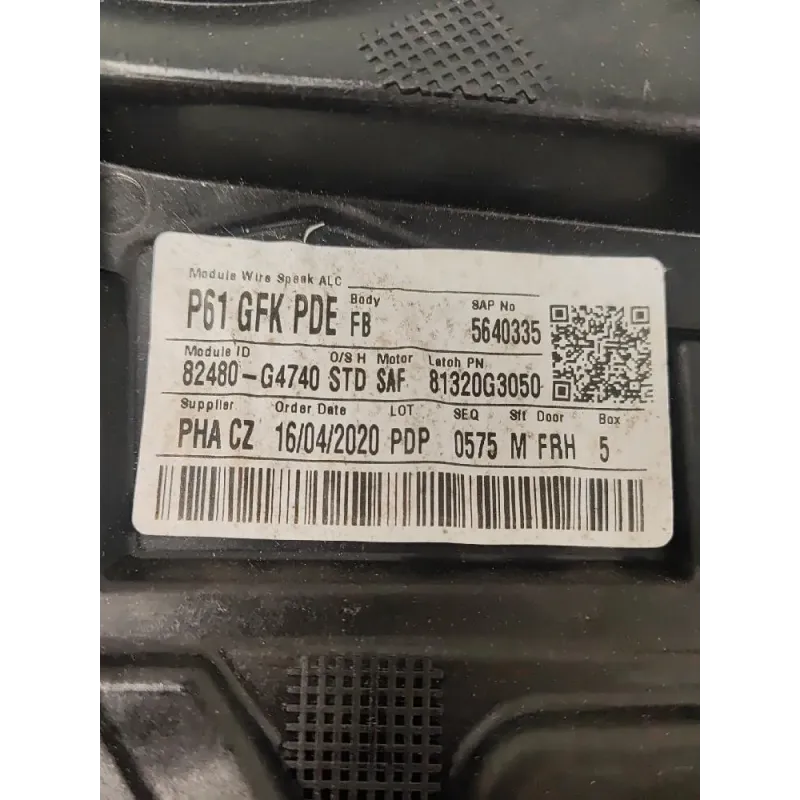 Module Wire Speak ALC
Body
SAP No
P61 GFK PDE FB 5640335
Module ID O/S H Motor Latch PN
82480-G4740 STD SAF 81320G3050
Supplier Order Date LOT SEQ Sft Door Box
PHA CZ 16/04/2020 PDP 0575 M FRH 5